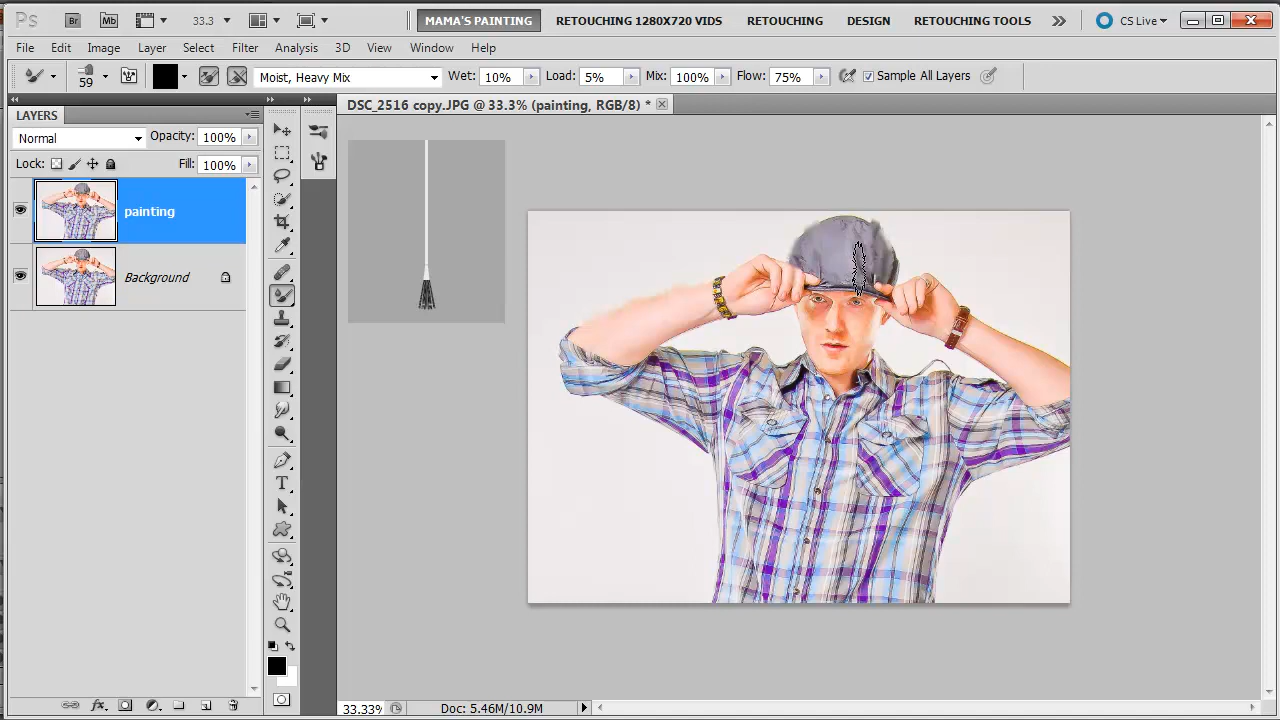 Ps Br Mb 33.3 MAMA'S PAINTING RETOUCHING 1280X720 VIDS RETOUCHING DESIGN RETOUCHING TOOLS CS Live
File Edit Image Layer Select Filter Analysis 3D View Window Help
59 Moist, Heavy Mix Wet: 10% Load: 5% Mix: 100% Flow: 75% Sample All Layers
LAYERS
DSC_2516 copy.JPG @ 33.3% (painting, RGB/8) *
Normal Opacity: 100%
Lock: Fill: 100%
painting
Background
T
33.33% Doc: 5.46M/10.9M